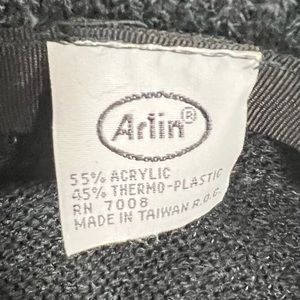 Arlin®
55% ACRYLIC
45% THERMO-PLASTIC
RN 7008
MADE IN TAIWAN R.O.C.